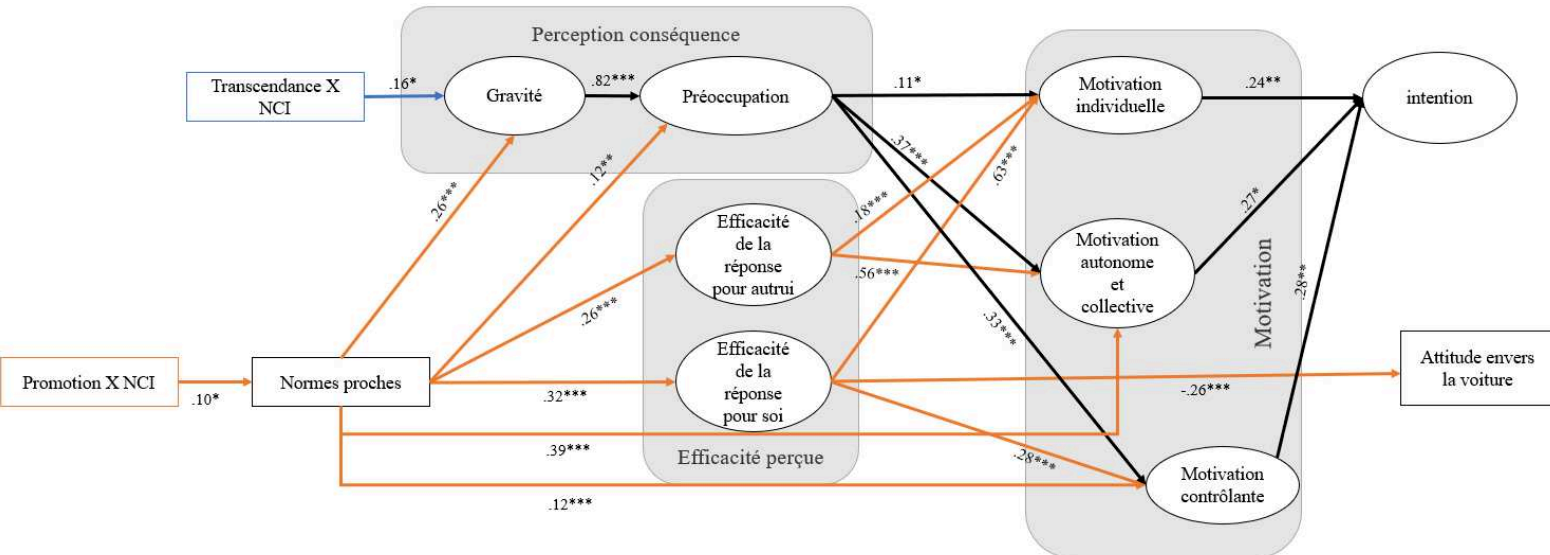 Perception conséquence
Transcendance X
NCI
.16*
Gravité
.82***
Préoccupation
.11*
Motivation
individuelle
.24**
intention
.37***
.63***
.26***
.12**
.18***
Efficacité
de la
réponse
pour autrui
.56***
Motivation
autonome
et
collective
.27*
Motivation
.28**
.26***
.33***
Promotion X NCI
.10*
Normes proches
.32***
Efficacité
de la
réponse
pour soi
-.26***
Attitude envers
la voiture
.39***
Efficacité perçue
.28***
.12***
Motivation
contrôlante